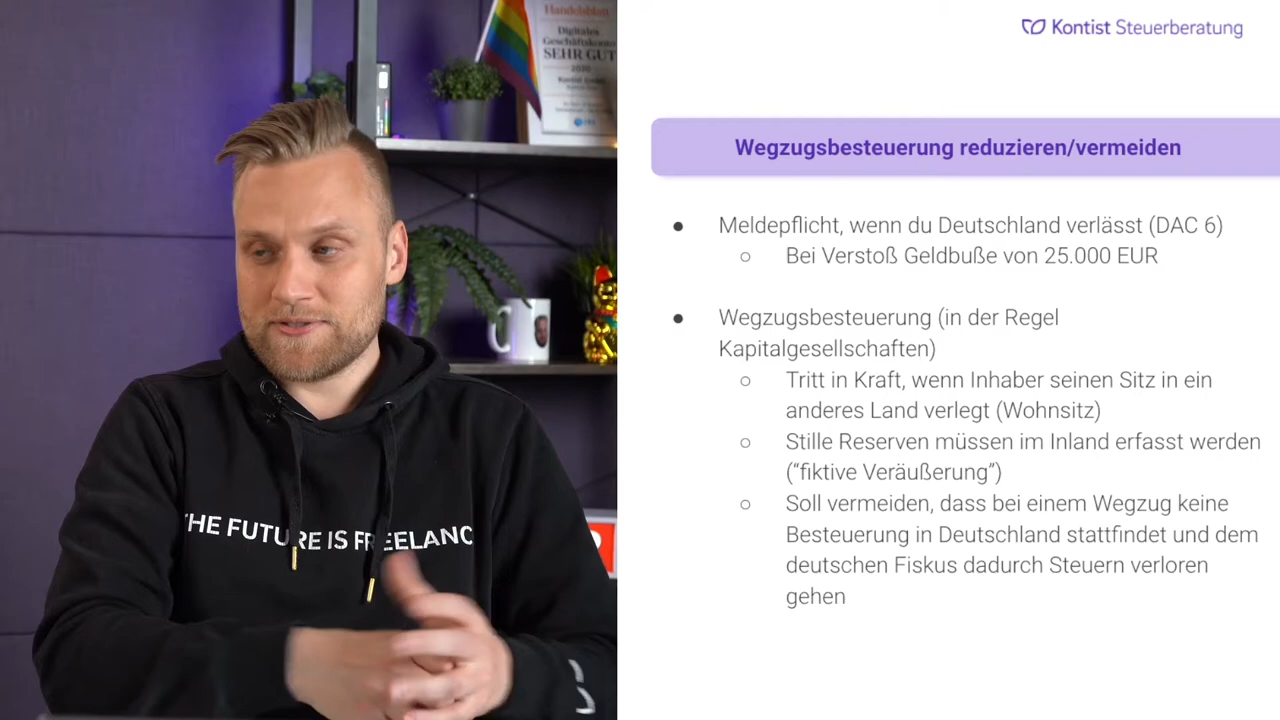 Handelsblatt
Digitales
Geschäftskonto
SEHR GUT
2020
THE FUTURE IS FREELANC
Kontist Steuerberatung
Wegzugsbesteuerung reduzieren/vermeiden
● Meldepflicht, wenn du Deutschland verlässt (DAC 6)
○ Bei Verstoß Geldbuße von 25.000 EUR
● Wegzugsbesteuerung (in der Regel
Kapitalgesellschaften)
○ Tritt in Kraft, wenn Inhaber seinen Sitz in ein
anderes Land verlegt (Wohnsitz)
○ Stille Reserven müssen im Inland erfasst werden
(“fiktive Veräußerung”)
○ Soll vermeiden, dass bei einem Wegzug keine
Besteuerung in Deutschland stattfindet und dem
deutschen Fiskus dadurch Steuern verloren
gehen